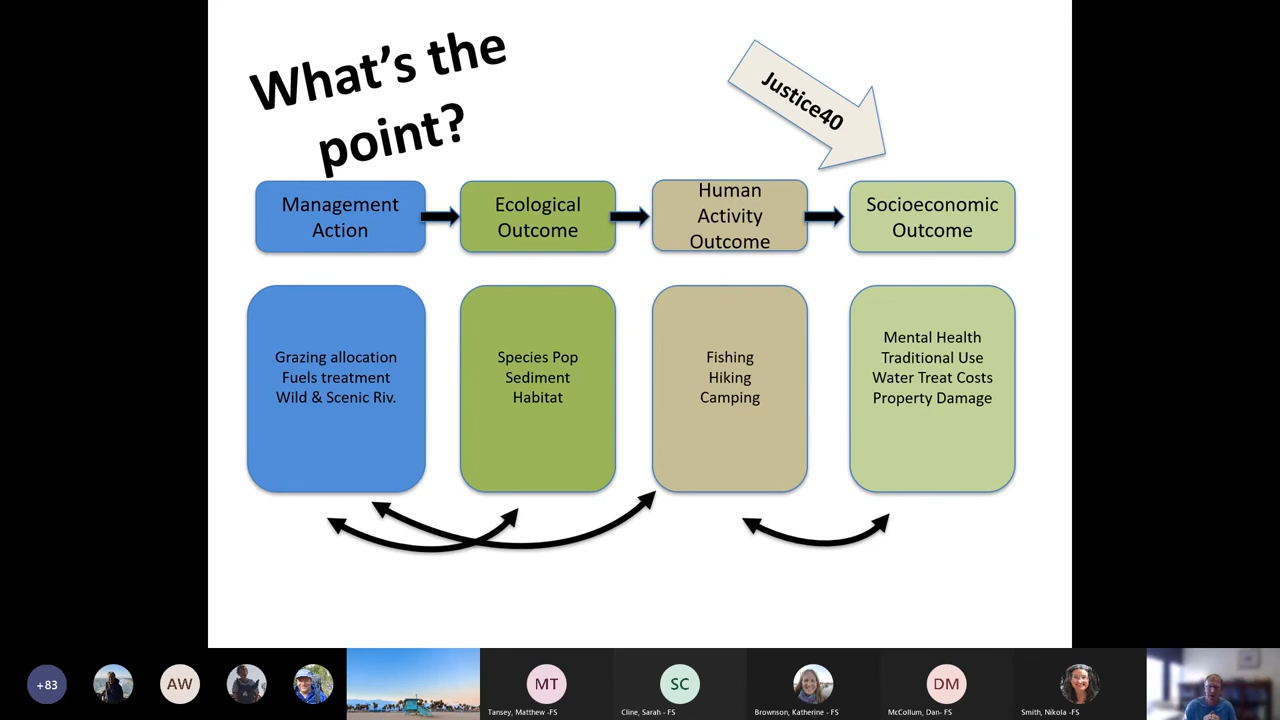 What's the
point?
Justice40
Management
Action
Ecological
Outcome
Human
Activity
Outcome
Socioeconomic
Outcome
Grazing allocation
Fuels treatment
Wild & Scenic Riv.
Species Pop
Sediment
Habitat
Fishing
Hiking
Camping
Mental Health
Traditional Use
Water Treat Costs
Property Damage
+83
AW
MT
SC
DM
Tansey, Matthew -FS
Cline, Sarah - FS
Brownson, Katherine - FS
McCollum, Dan- FS
Smith, Nikola -FS